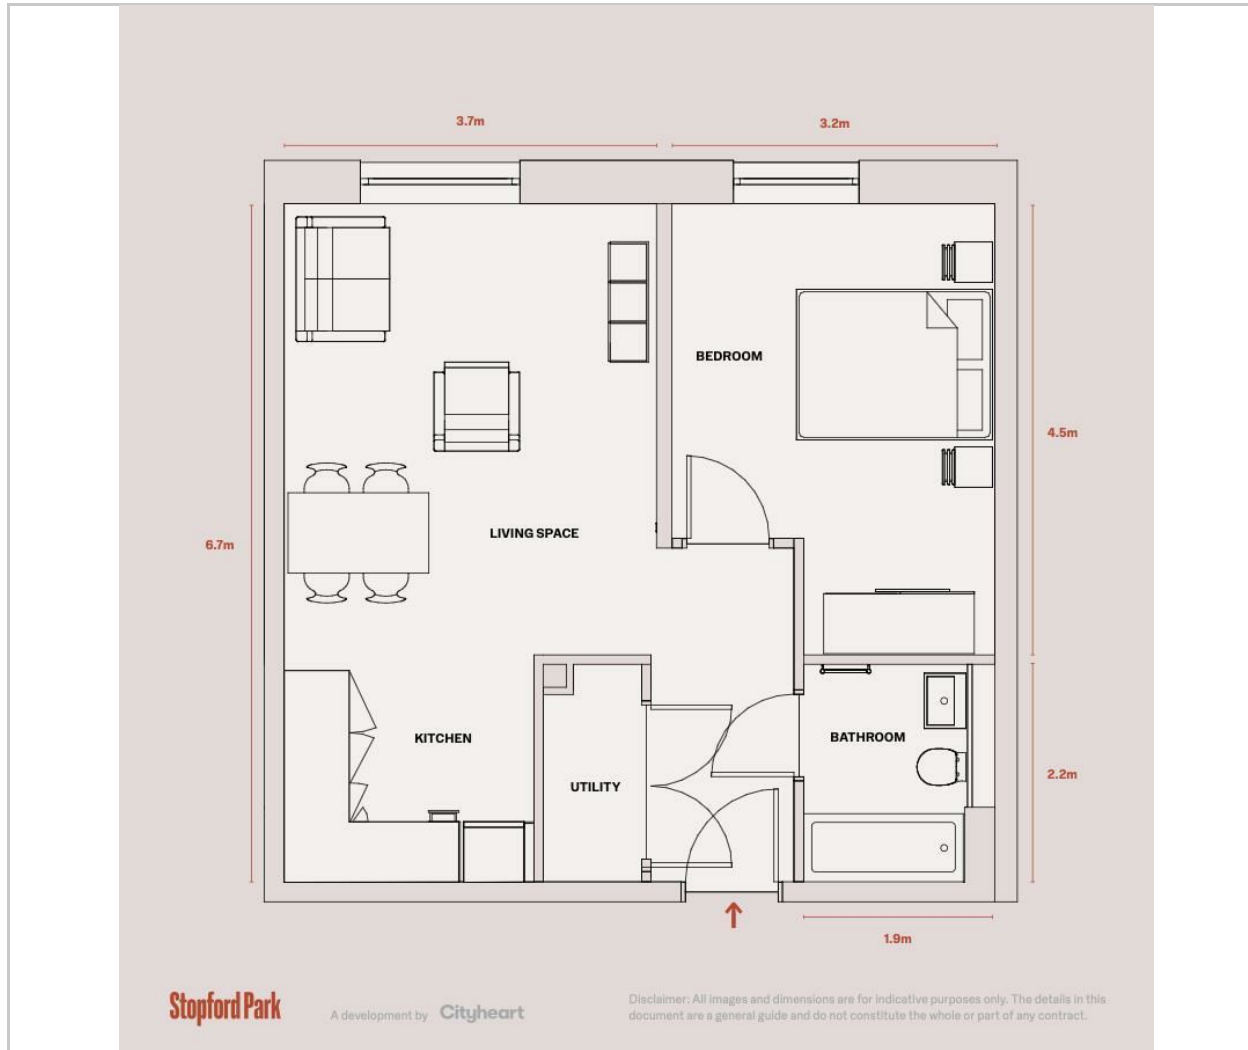 3.7m
3.2m
BEDROOM
4.5m
LIVING SPACE
6.7m
KITCHEN
BATHROOM
UTILITY
2.2m
1.9m
Stopford Park
A development by Cityheart
Disclaimer: All images and dimensions are for indicative purposes only. The details in this
document are a general guide and do not constitute the whole or part of any contract.